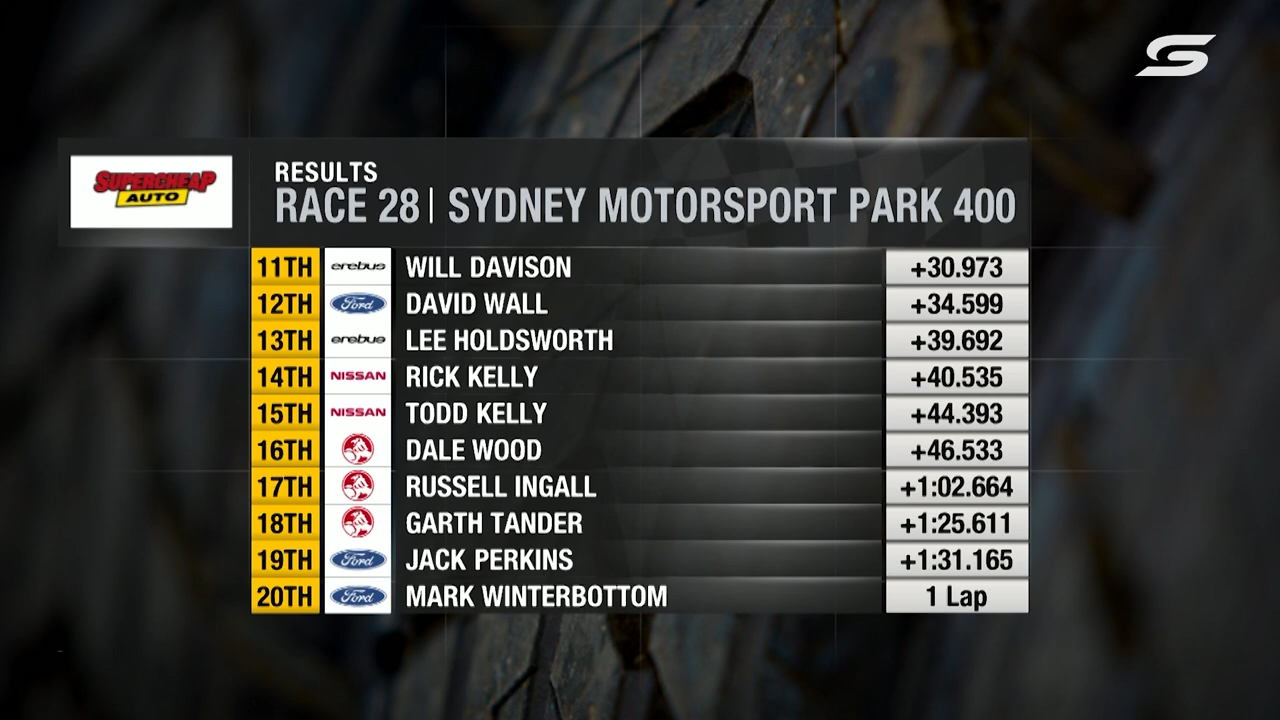 SUPERCHEAP
AUTO
RESULTS
RACE 28 | SYDNEY MOTORSPORT PARK 400
11TH erebus WILL DAVISON +30.973
12TH Ford DAVID WALL +34.599
13TH erebus LEE HOLDSWORTH +39.692
14TH NISSAN RICK KELLY +40.535
15TH NISSAN TODD KELLY +44.393
16TH DALE WOOD +46.533
17TH RUSSELL INGALL +1:02.664
18TH GARTH TANDER +1:25.611
19TH Ford JACK PERKINS +1:31.165
20TH Ford MARK WINTERBOTTOM 1 Lap